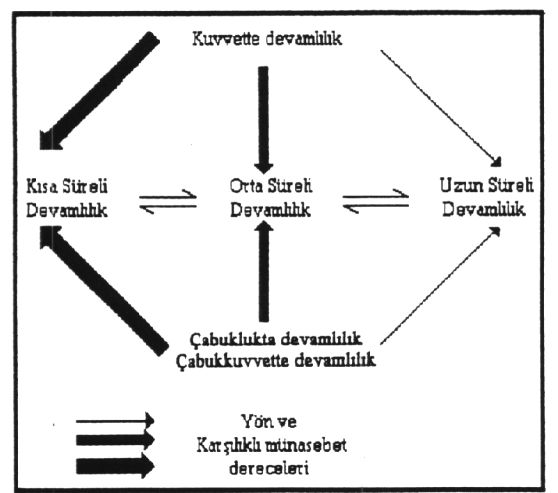 Kuvvette devamlılık
Kısa Süreli
Devamlılık
Orta Süreli
Devamlılık
Uzun Süreli
Devamlılık
Çabuklukta devamlılık
Çabukkuvvette devamlılık
Yön ve
Karşılıklı münasebet
dereceleri